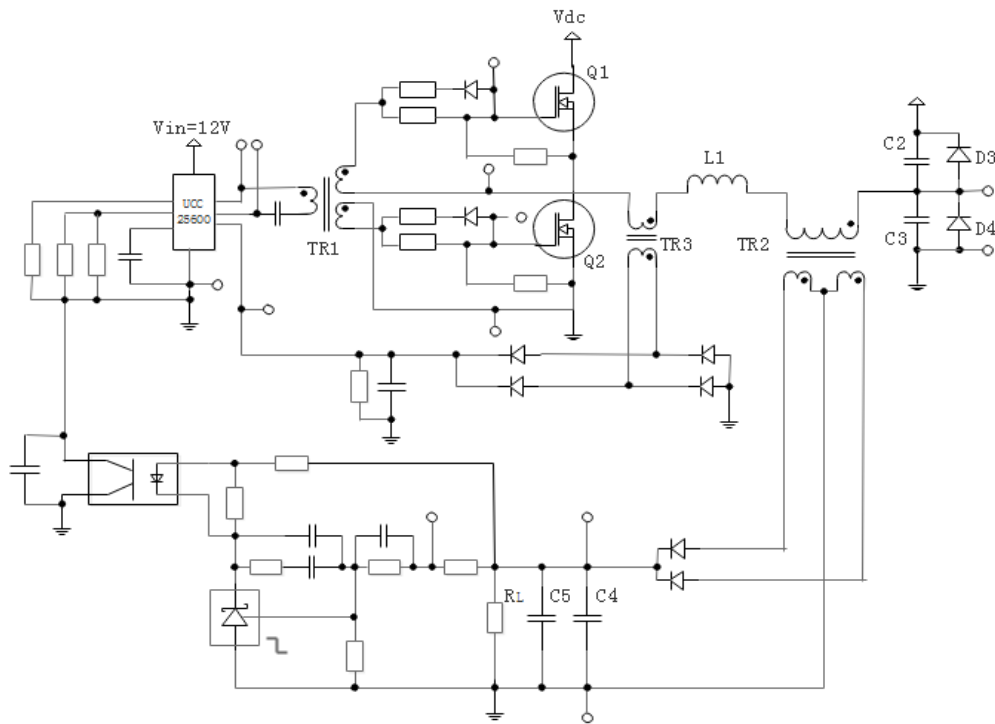 Vdc
Q1
Vin=12V
UCC
25600
TR1
Q2
TR3
L1
TR2
C2
D3
C3
D4
RL
C5
C4